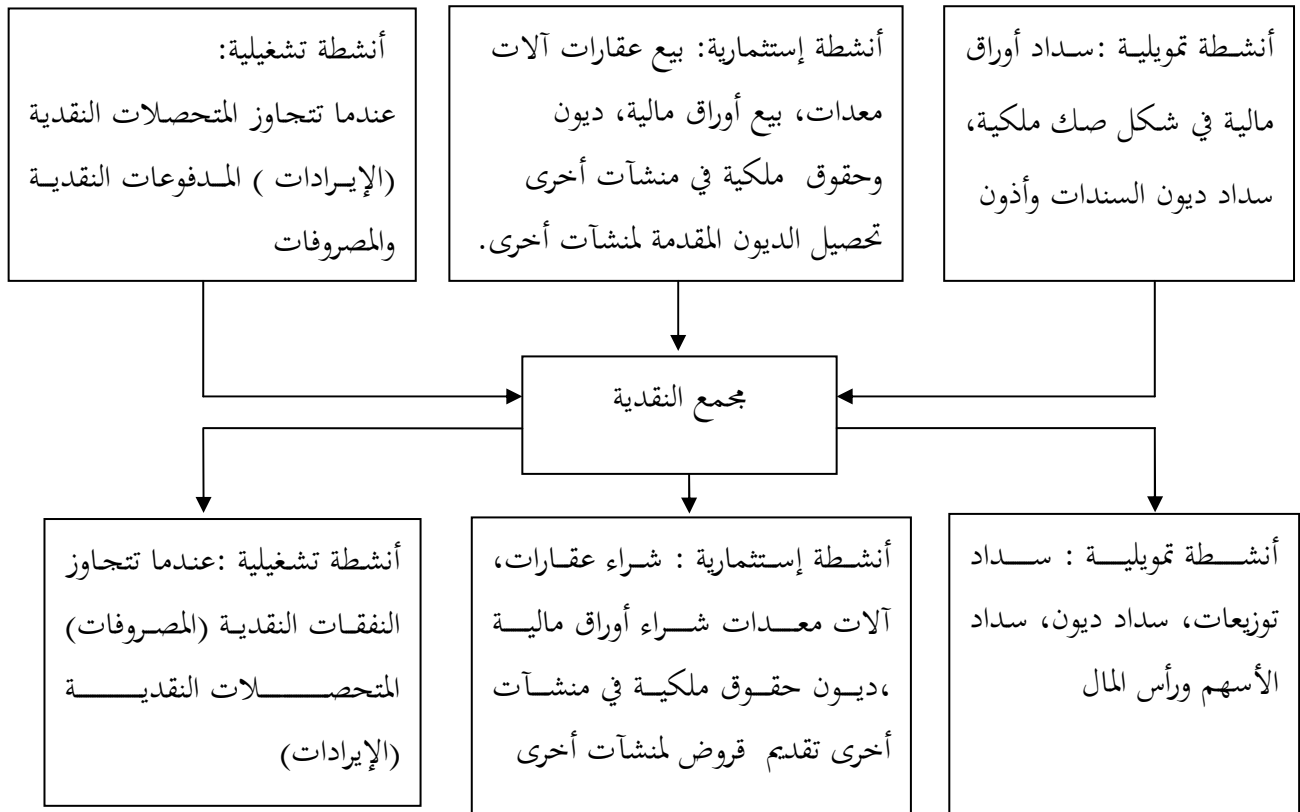 أنشطة تمويلية :سداد أوراق
مالية في شكل صك ملكية،
سداد ديون السندات وأذون
أنشطة إستثمارية: بيع عقارات آلات
معدات، بيع أوراق مالية، ديون
وحقوق ملكية في منشآت أخرى
تحصيل الديون المقدمة لمنشآت أخرى.
أنشطة تشغيلية:
عندما تتجاوز المتحصلات النقدية
(الإيرادات ) المدفوعات النقدية
والمصروفات
مجمع النقدية
أنشطة تمويلية : سداد
توزيعات، سداد ديون، سداد
الأسهم ورأس المال
أنشطة إستثمارية : شراء عقارات،
آلات معدات شراء أوراق مالية
،ديون حقوق ملكية في منشآت
أخرى تقديم قروض لمنشآت أخرى
أنشطة تشغيلية :عندما تتجاوز
النفقات النقدية (المصروفات)
المتحصلات النقدية
(الإيرادات)